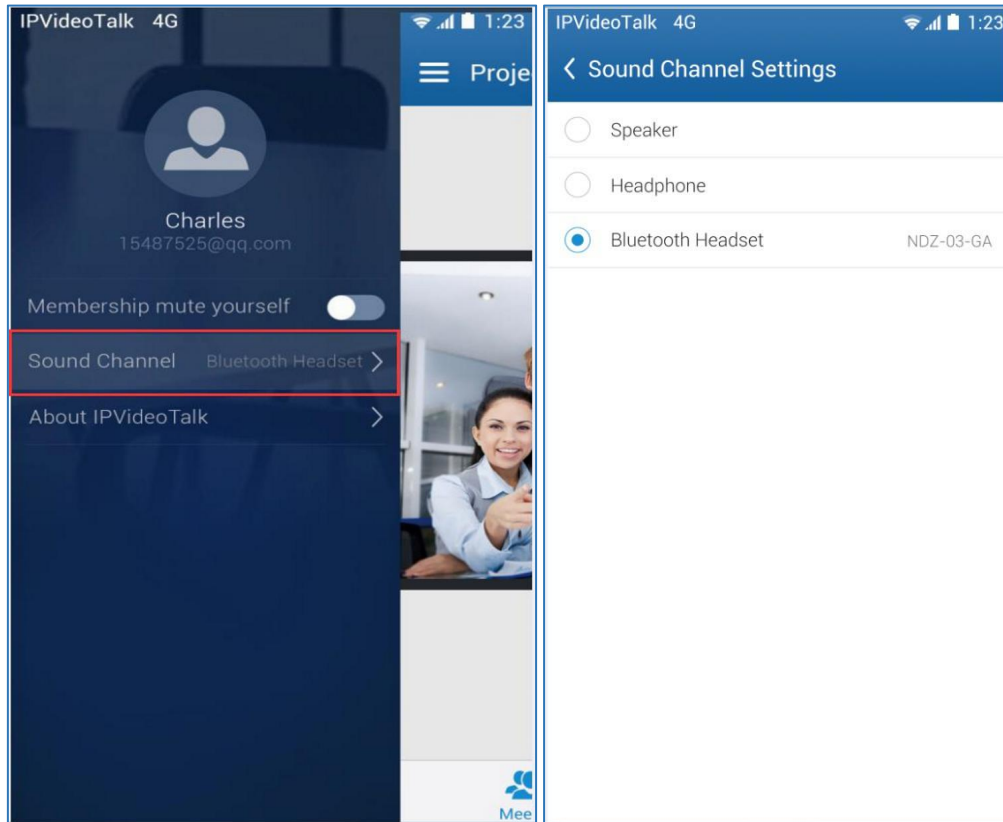 IPVideoTalk 4G 1:23
Proje
Charles
15487525@qq.com
Membership mute yourself
Sound Channel Bluetooth Headset
About IPVideoTalk
Mee
IPVideoTalk 4G 1:23
Sound Channel Settings
Speaker
Headphone
Bluetooth Headset NDZ-03-GA